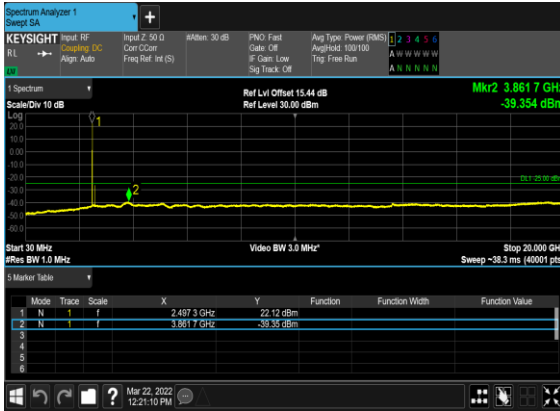 Spectrum Analyzer 1
Swept SA
+
KEYSIGHT Input: RF Input Z: 50 Ω #Atten: 30 dB PNO: Fast Avg Type: Power (RMS) 1 2 3 4 5 6
RL Coupling: DC Corr CCorr Gate: Off Avg|Hold: 100/100 A W W W W W
Align: Auto Freq Ref: Int (S) IF Gain: Low Trig: Free Run
Sig Track: Off A N N N N N
1 Spectrum Ref Lvl Offset 15.44 dB Mkr2 3.861 7 GHz
Scale/Div 10 dB Ref Level 30.00 dBm -39.354 dBm
Log
20.0
10.0
0.00
-10.0
-20.0
-30.0
-40.0
-50.0
-60.0
1
2
DL1 -25.00 dBm
Start 30 MHz Video BW 3.0 MHz* Stop 20.000 GH
#Res BW 1.0 MHz Sweep ~38.3 ms (40001 pts
5 Marker Table
Mode Trace Scale X Y Function Function Width Function Value
1 N 1 f 2.497 3 GHz 22.12 dBm
2 N 1 f 3.861 7 GHz -39.35 dBm
3
4
5
6
? Mar 22, 2022
12:21:10 PM